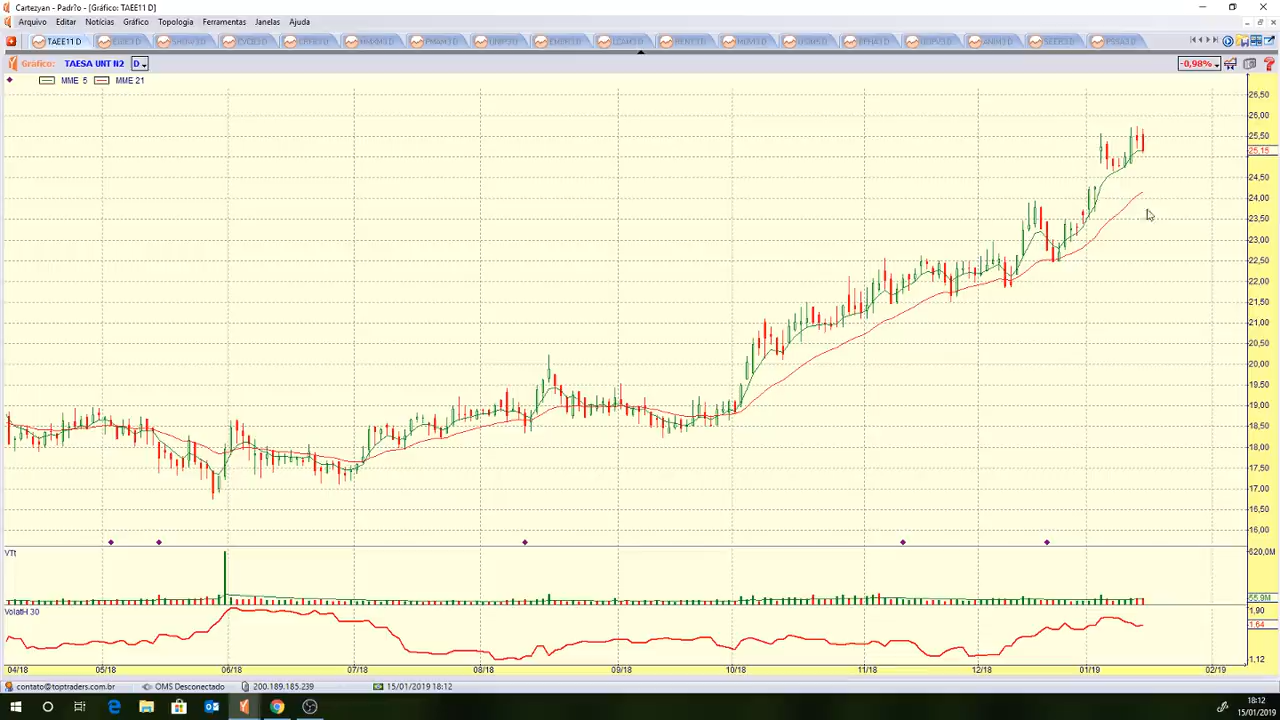 Cartezyan - Padr?o - [Gráfico: TAEE11 D]
Arquivo Editar Notícias Gráfico Topologia Ferramentas Janelas Ajuda
TAEE11 D
Gráfico: TAESA UNT N2 D -0,98%
MME 5 MME 21
26,50
26,00
25,50
25,15
24,50
24,00
23,50
23,00
22,50
22,00
21,50
21,00
20,50
20,00
19,50
19,00
18,50
18,00
17,50
17,00
16,50
16,00
VTt
620,0M
55,9M
VolatH 30
1,90
1,64
1,12
04/18 05/18 06/18 07/18 08/18 09/18 10/18 11/18 12/18 01/19 02/19
contato@toptraders.com.br OMS Desconectado 200.189.185.239 15/01/2019 18:12
18:12
15/01/2019